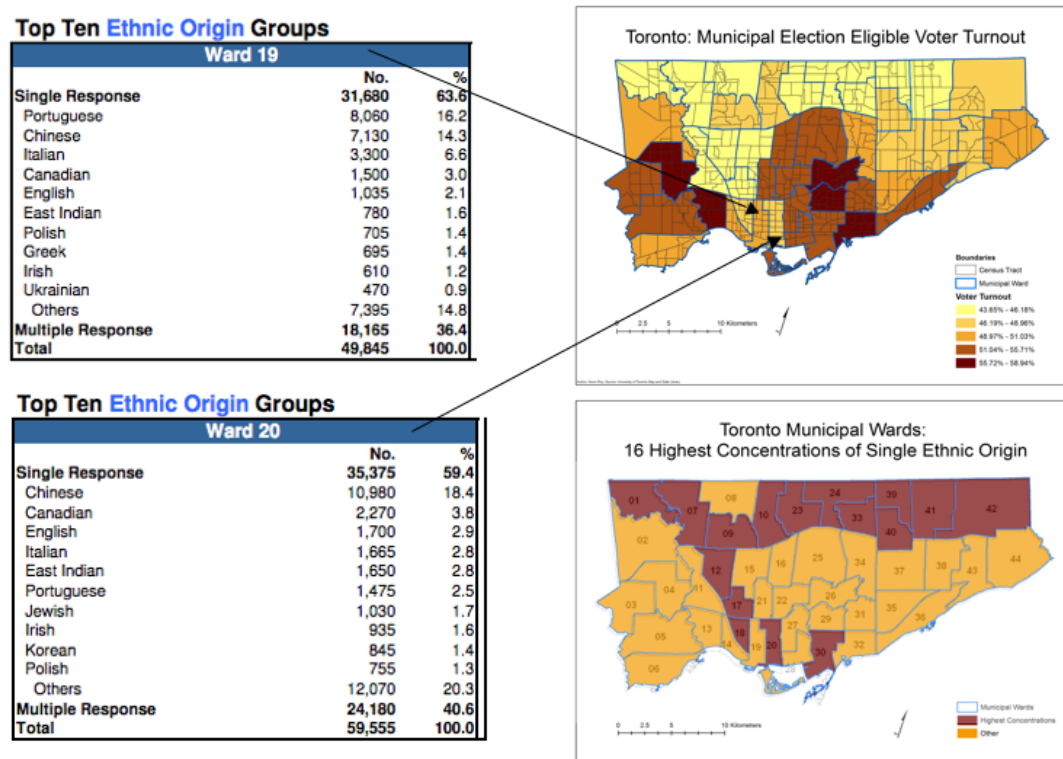 Top Ten Ethnic Origin Groups
Ward 19
No. %
Single Response 31,680 63.6
Portuguese 8,060 16.2
Chinese 7,130 14.3
Italian 3,300 6.6
Canadian 1,500 3.0
English 1,035 2.1
East Indian 780 1.6
Polish 705 1.4
Greek 695 1.4
Irish 610 1.2
Ukrainian 470 0.9
Others 7,395 14.8
Multiple Response 18,165 36.4
Total 49,845 100.0
Top Ten Ethnic Origin Groups
Ward 20
No. %
Single Response 35,375 59.4
Chinese 10,980 18.4
Canadian 2,270 3.8
English 1,700 2.9
Italian 1,665 2.8
East Indian 1,650 2.8
Portuguese 1,475 2.5
Jewish 1,030 1.7
Irish 935 1.6
Korean 845 1.4
Polish 755 1.3
Others 12,070 20.3
Multiple Response 24,180 40.6
Total 59,555 100.0
Toronto: Municipal Election Eligible Voter Turnout
Boundaries
Census Tract
Municipal Ward
Voter Turnout
43.65% - 46.18%
46.19% - 48.96%
48.97% - 51.03%
51.04% - 55.71%
55.72% - 58.94%
0 2.5 5 10 Kilometers
Toronto Municipal Wards:
16 Highest Concentrations of Single Ethnic Origin
01 07 08 10 23 24 39 41 42
09 33 40
02 12 15 16 25 34 37 38 43 44
03 04 11 17 21 22 26 35 36
05 13 18 27 29 31
06 14 19 20 30 32
0 2.5 5 10 Kilometers
Municipal Wards
Highest Concentrations
Other